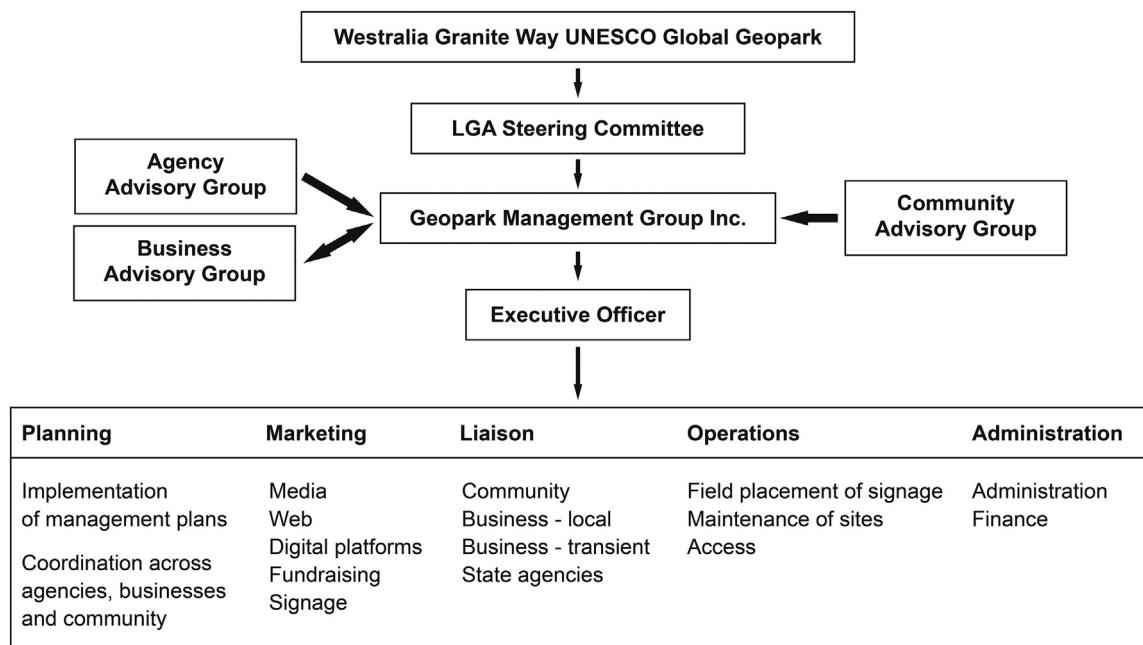 Westralia Granite Way UNESCO Global Geopark
LGA Steering Committee
Agency
Advisory Group
Business
Advisory Group
Geopark Management Group Inc.
Community
Advisory Group
Executive Officer
Planning
Implementation
of management plans
Coordination across
agencies, businesses
and community
Marketing
Media
Web
Digital platforms
Fundraising
Signage
Liaison
Community
Business - local
Business - transient
State agencies
Operations
Field placement of signage
Maintenance of sites
Access
Administration
Administration
Finance